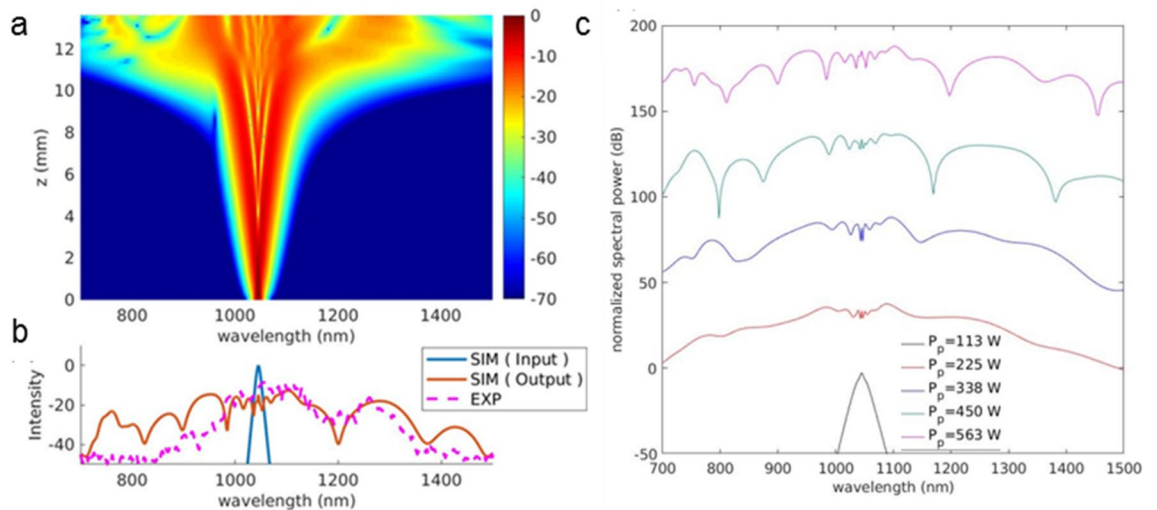 a
12
10
8
6
4
2
0
z (mm)
800 1000 1200 1400
wavelength (nm)
0
-10
-20
-30
-40
-50
-60
-70
b
0
-20
-40
Intensity
SIM ( Input )
SIM ( Output )
EXP
800 1000 1200 1400
wavelength (nm)
c
200
150
100
50
0
-50
normalized spectral power (dB)
P_p=113 W
P_p=225 W
P_p=338 W
P_p=450 W
P_p=563 W
700 800 900 1000 1100 1200 1300 1400 1500
wavelength (nm)